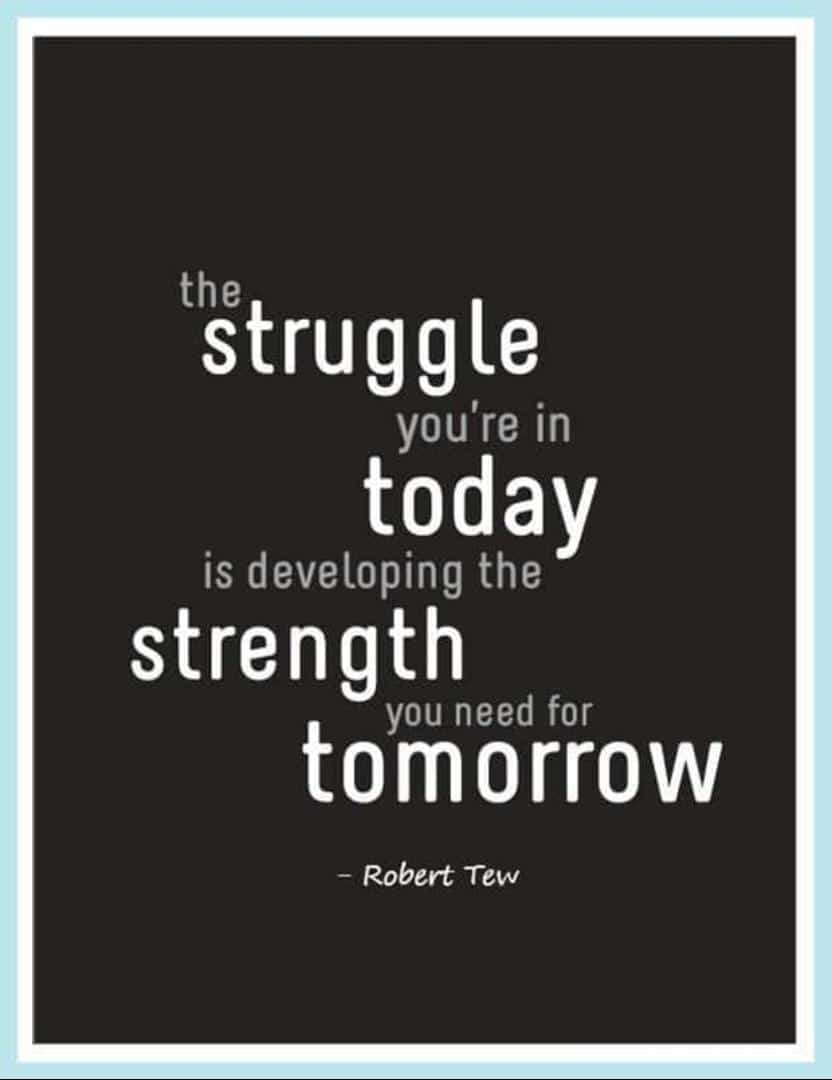 the
struggle
you're in
today
is developing the
strength
you need for
tomorrow
– Robert Tew